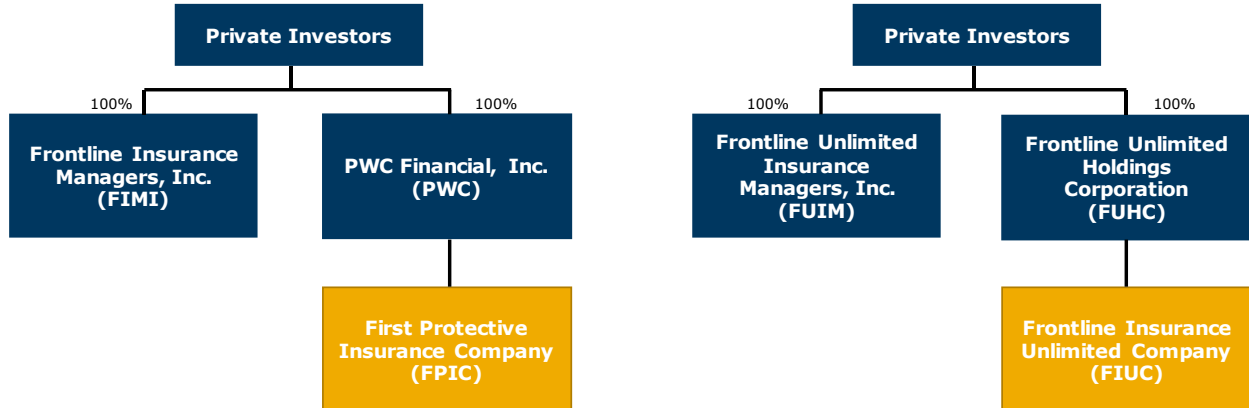 Private Investors
100%
100%
Frontline Insurance
Managers, Inc.
(FIMI)
PWC Financial, Inc.
(PWC)
First Protective
Insurance Company
(FPIC)
Private Investors
100%
100%
Frontline Unlimited
Insurance
Managers, Inc.
(FUIM)
Frontline Unlimited
Holdings
Corporation
(FUHC)
Frontline Insurance
Unlimited Company
(FIUC)